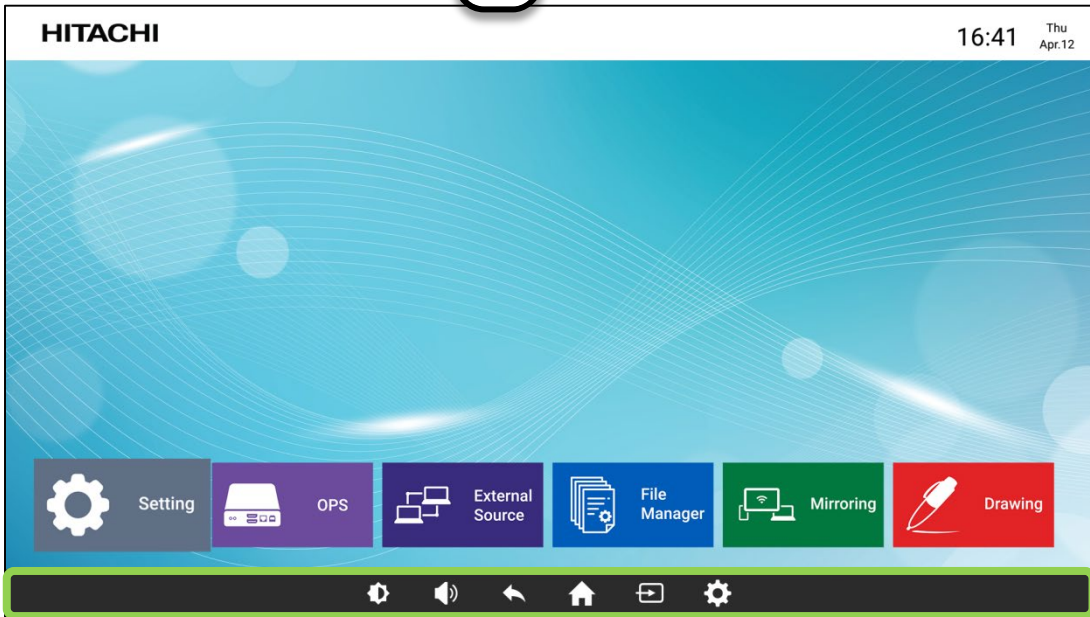 HITACHI
16:41
Thu
Apr.12
Setting
OPS
External
Source
File
Manager
Mirroring
Drawing